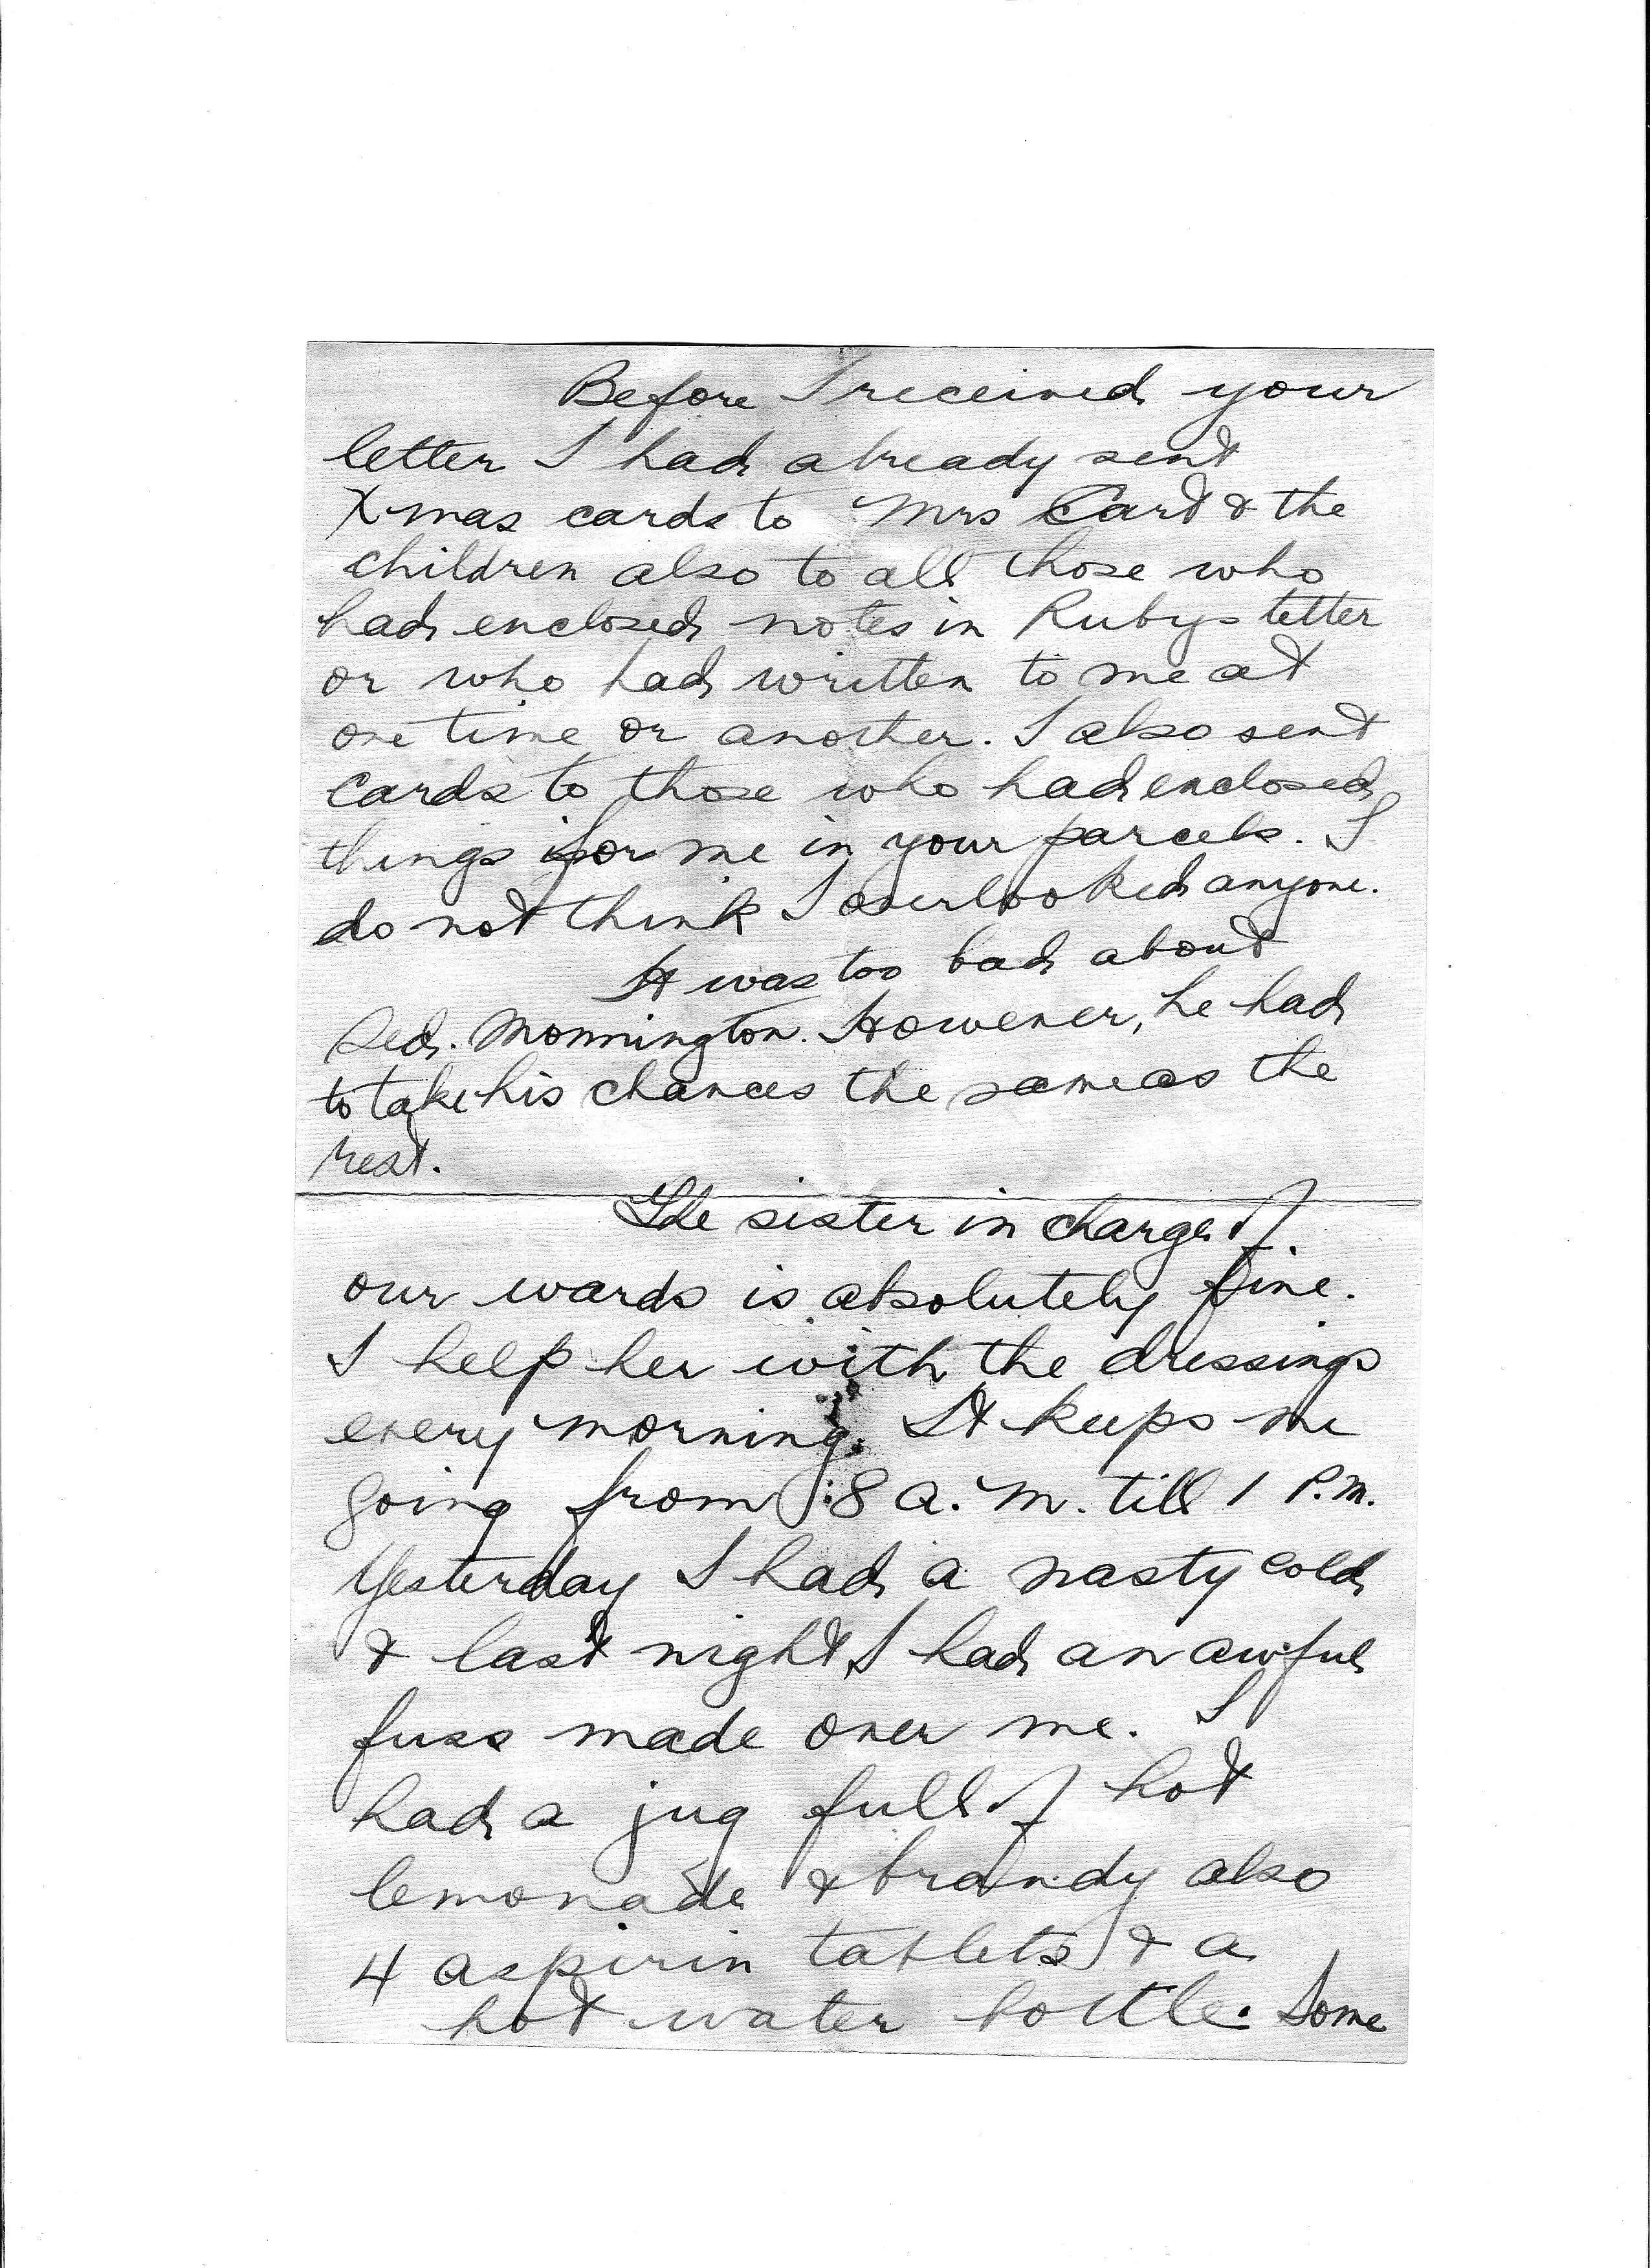 Before I received your
letter I had already sent
Xmas cards to Mrs Card & the
children also to all those who
had enclosed notes in Rubys letter
or who had written to me at
one time or another. I also sent
cards to those who had enclosed
things for me in your parcels. I
do not think I overlooked anyone.
It was too bad about
Monnington. However, he had
to take his chances the same as the
rest.
The sister in charge of
our wards is absolutely fine.
I help her with the dressings
every morning. It keeps me
going from 8 a.m. till 1 P.M.
Yesterday I had a nasty cold
& last night I had an awful
fuss made over me. I
had a jug full of hot
lemonade & brandy also
4 aspirin tablets & a
hot water bottle. Some